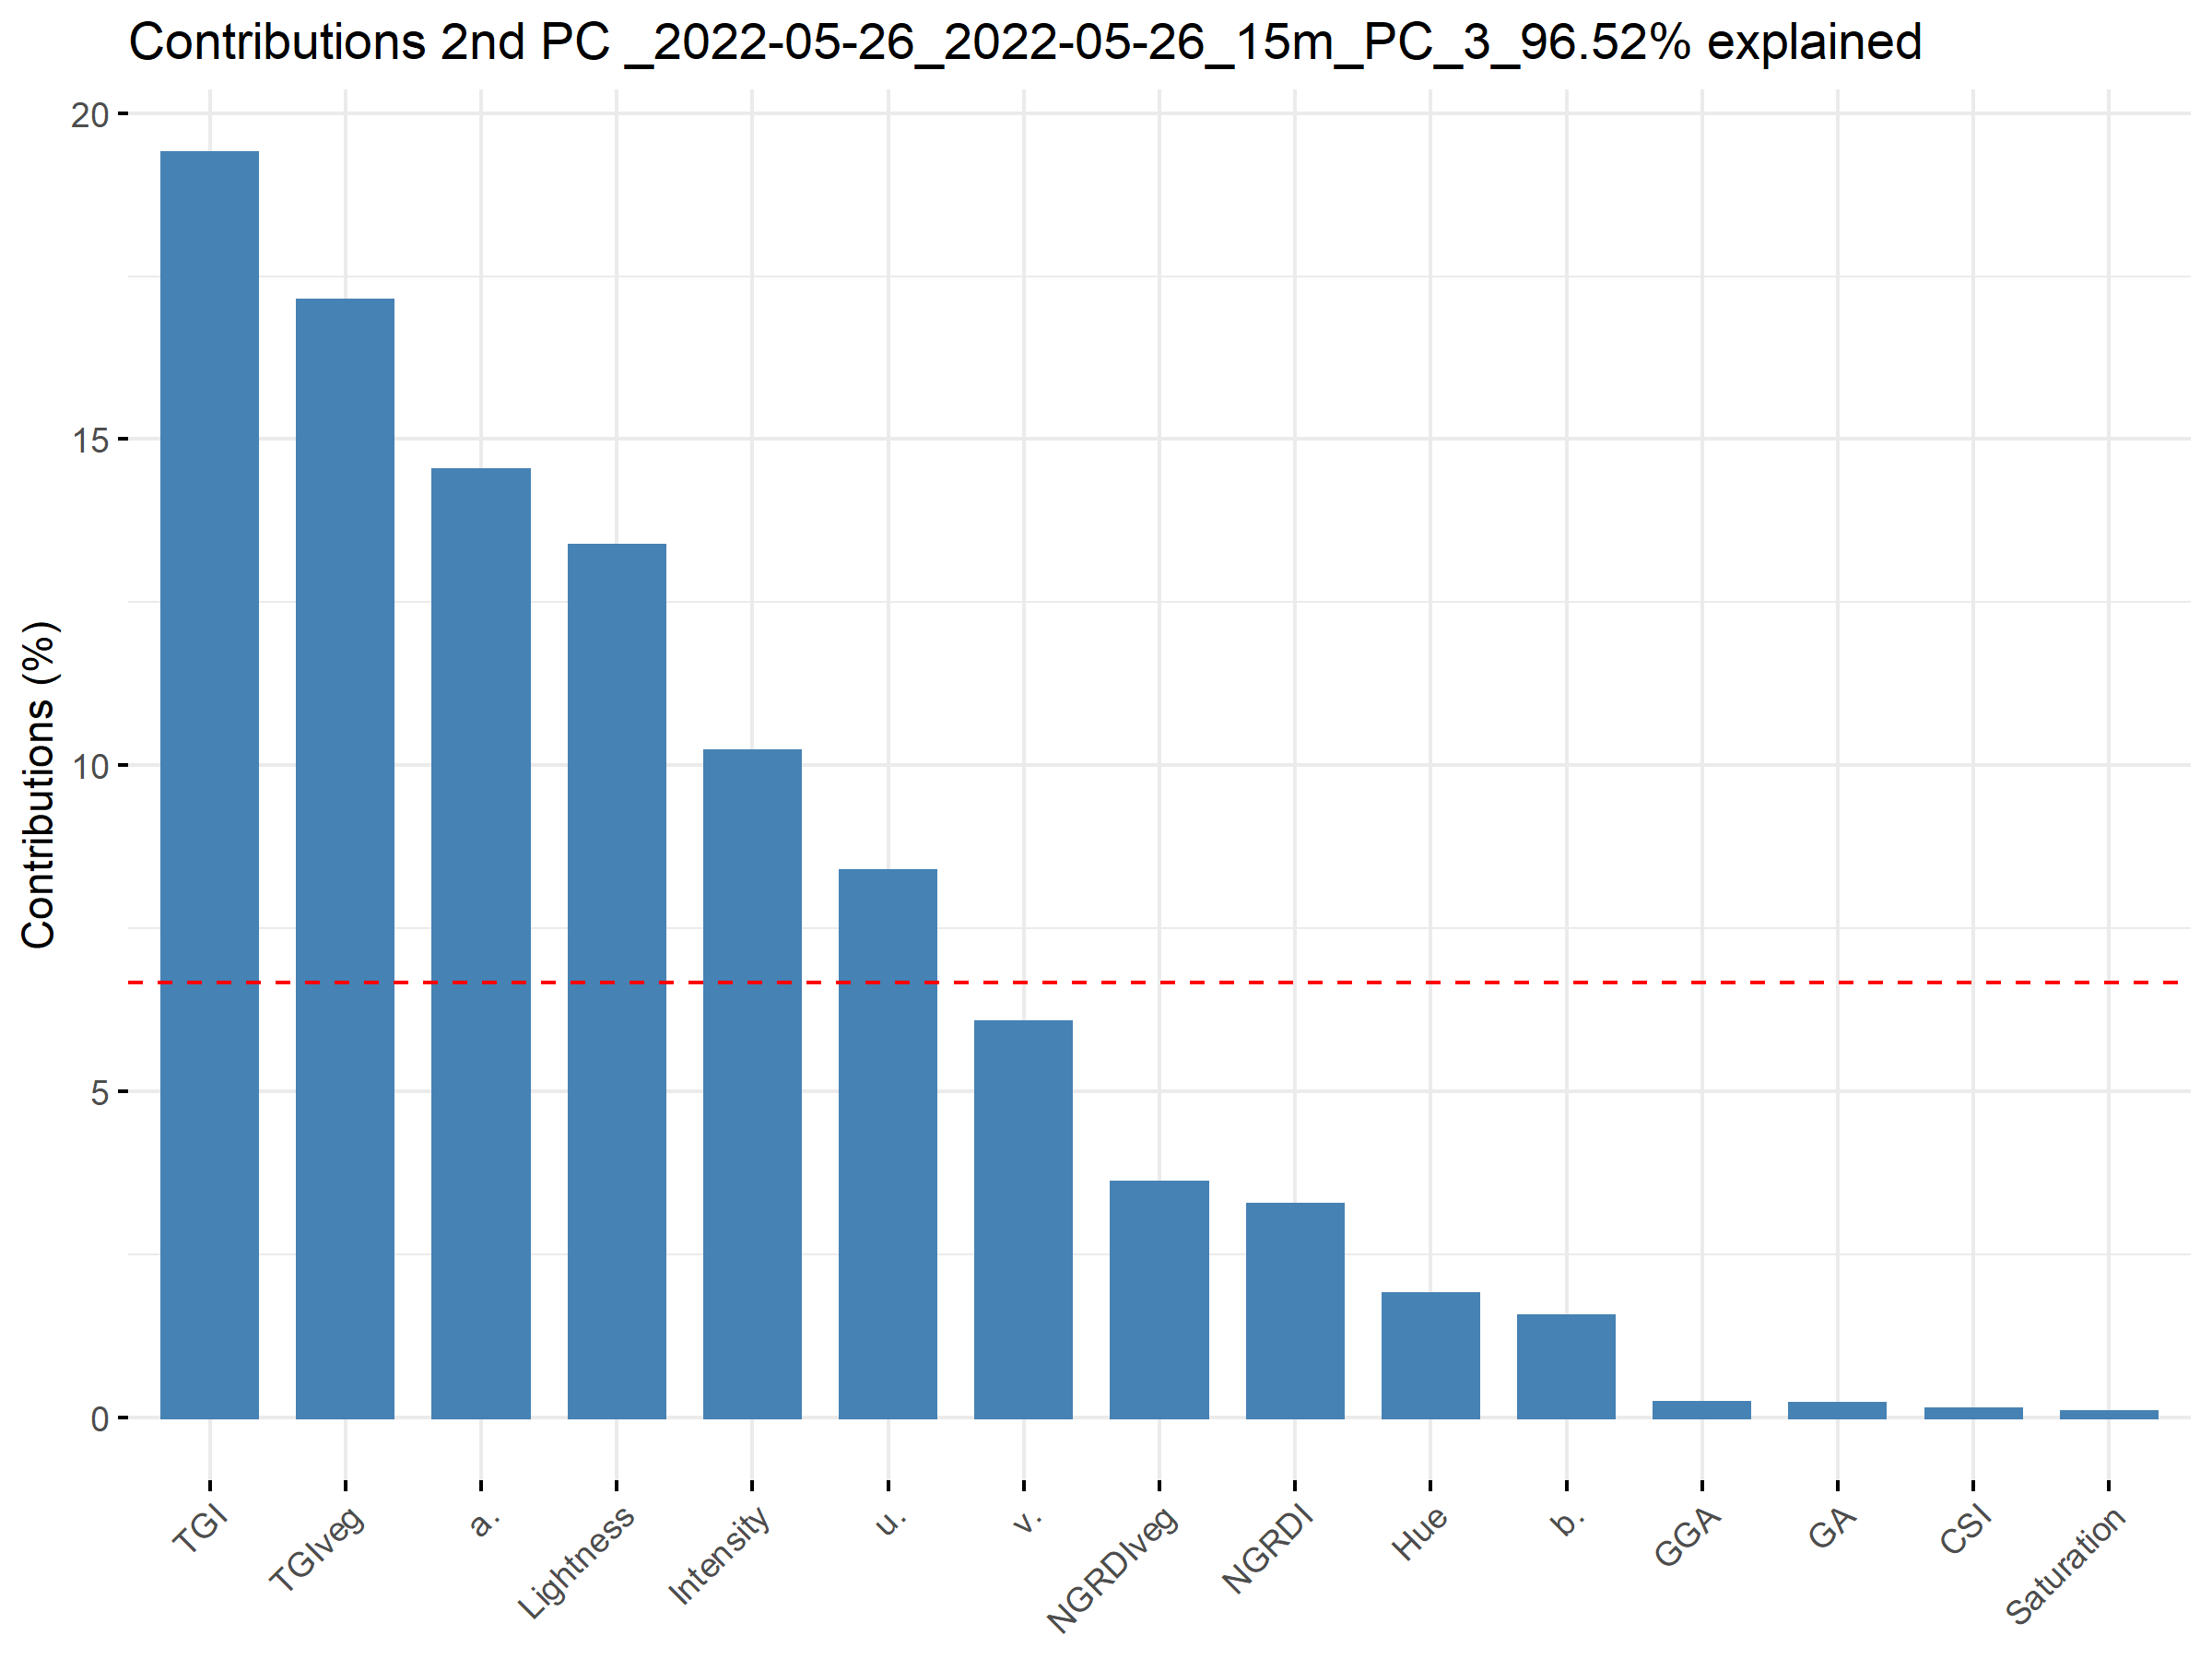 Contributions 2nd PC _2022-05-26_2022-05-26_15m_PC_3_96.52% explained
Contributions (%)
20
15
10
5
0
TGI
TGIveg
a.
Lightness
Intensity
u.
v.
NGRDIveg
NGRDI
Hue
b.
GGA
GA
CSI
Saturation